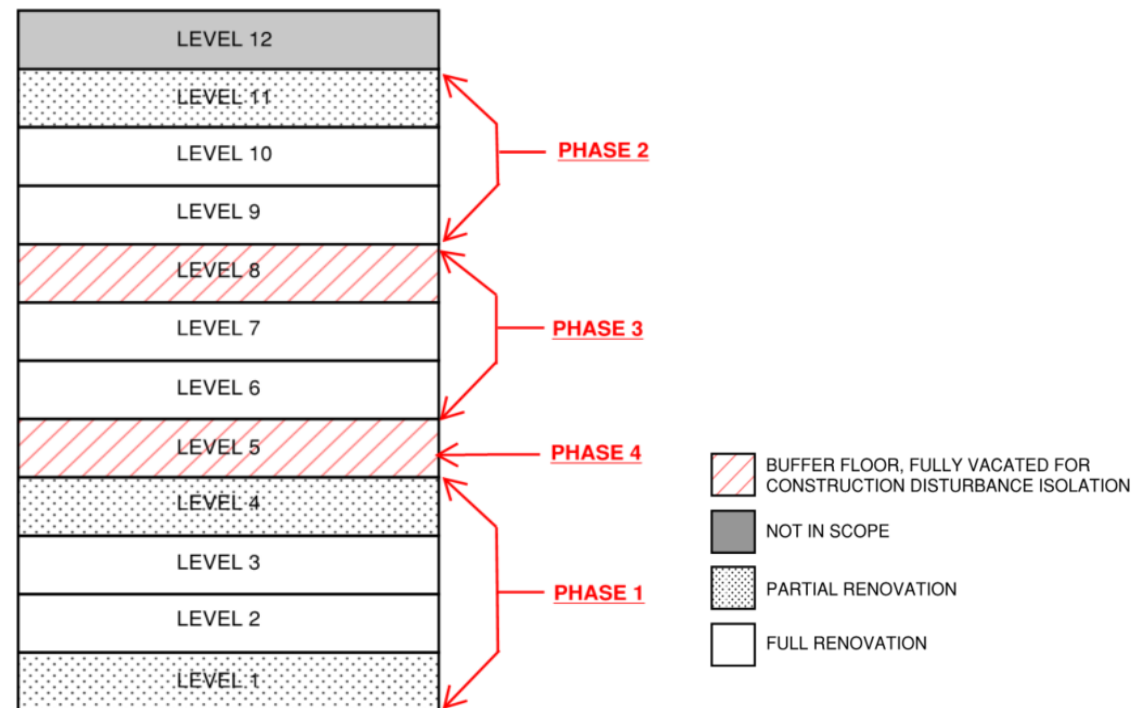 LEVEL 12
LEVEL 11
LEVEL 10
PHASE 2
LEVEL 9
LEVEL 8
LEVEL 7
PHASE 3
LEVEL 6
LEVEL 5
PHASE 4
LEVEL 4
LEVEL 3
PHASE 1
LEVEL 2
LEVEL 1
BUFFER FLOOR, FULLY VACATED FOR
CONSTRUCTION DISTURBANCE ISOLATION
NOT IN SCOPE
PARTIAL RENOVATION
FULL RENOVATION